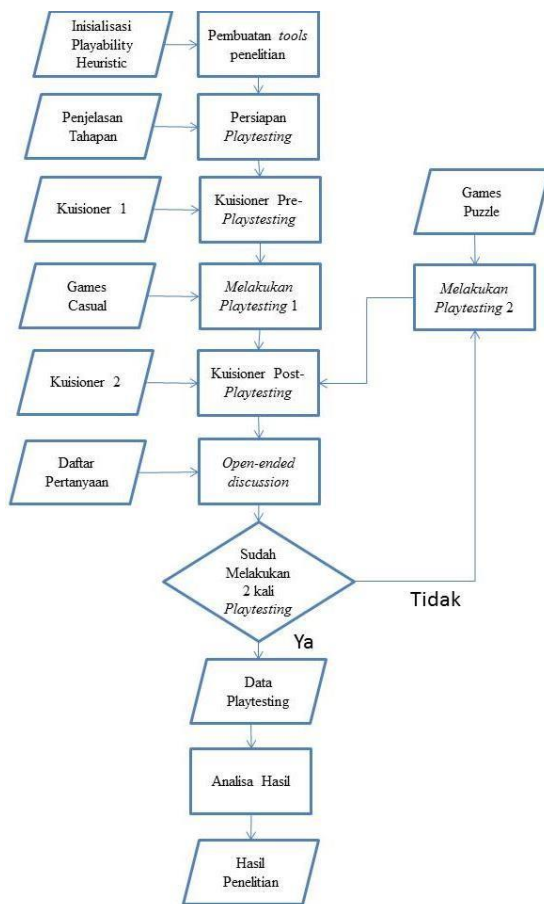 Inisialisasi
Playability
Heuristic
Pembuatan tools
penelitian
Penjelasan
Tahapan
Persiapan
Playtesting
Kuisioner 1
Kuisioner Pre-
Playstesting
Games
Puzzle
Games
Casual
Melakukan
Playtesting 1
Melakukan
Playtesting 2
Kuisioner 2
Kuisioner Post-
Playtesting
Daftar
Pertanyaan
Open-ended
discussion
Sudah
Melakukan
2 kali
Playtesting
Tidak
Ya
Data
Playtesting
Analisa Hasil
Hasil
Penelitian